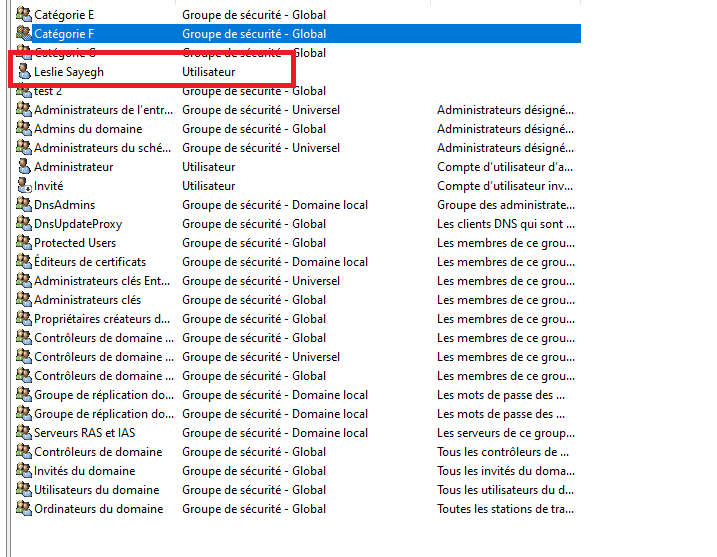 Catégorie E Groupe de sécurité - Global
Catégorie F Groupe de sécurité - Global
Catégorie G Groupe de sécurité - Global
Leslie Sayegh Utilisateur
test 2 Groupe de sécurité - Global
Administrateurs de l'entr... Groupe de sécurité - Universel Administrateurs désigné...
Admins du domaine Groupe de sécurité - Global Administrateurs désigné...
Administrateurs du sché... Groupe de sécurité - Universel Administrateurs désigné...
Administrateur Utilisateur Compte d'utilisateur d'a...
Invité Utilisateur Compte d'utilisateur inv...
DnsAdmins Groupe de sécurité - Domaine local Groupe des administrate...
DnsUpdateProxy Groupe de sécurité - Global Les clients DNS qui sont ...
Protected Users Groupe de sécurité - Global Les membres de ce grou...
Éditeurs de certificats Groupe de sécurité - Domaine local Les membres de ce grou...
Administrateurs clés Ent... Groupe de sécurité - Universel Les membres de ce grou...
Administrateurs clés Groupe de sécurité - Global Les membres de ce grou...
Propriétaires créateurs d... Groupe de sécurité - Global Les membres de ce grou...
Contrôleurs de domaine ... Groupe de sécurité - Global Les membres de ce grou...
Contrôleurs de domaine ... Groupe de sécurité - Universel Les membres de ce grou...
Contrôleurs de domaine ... Groupe de sécurité - Global Les membres de ce grou...
Groupe de réplication do... Groupe de sécurité - Domaine local Les mots de passe des ...
Groupe de réplication do... Groupe de sécurité - Domaine local Les mots de passe des ...
Serveurs RAS et IAS Groupe de sécurité - Domaine local Les serveurs de ce group...
Contrôleurs de domaine Groupe de sécurité - Global Tous les contrôleurs de ...
Invités du domaine Groupe de sécurité - Global Tous les invités du doma...
Utilisateurs du domaine Groupe de sécurité - Global Tous les utilisateurs du d...
Ordinateurs du domaine Groupe de sécurité - Global Toutes les stations de tra...